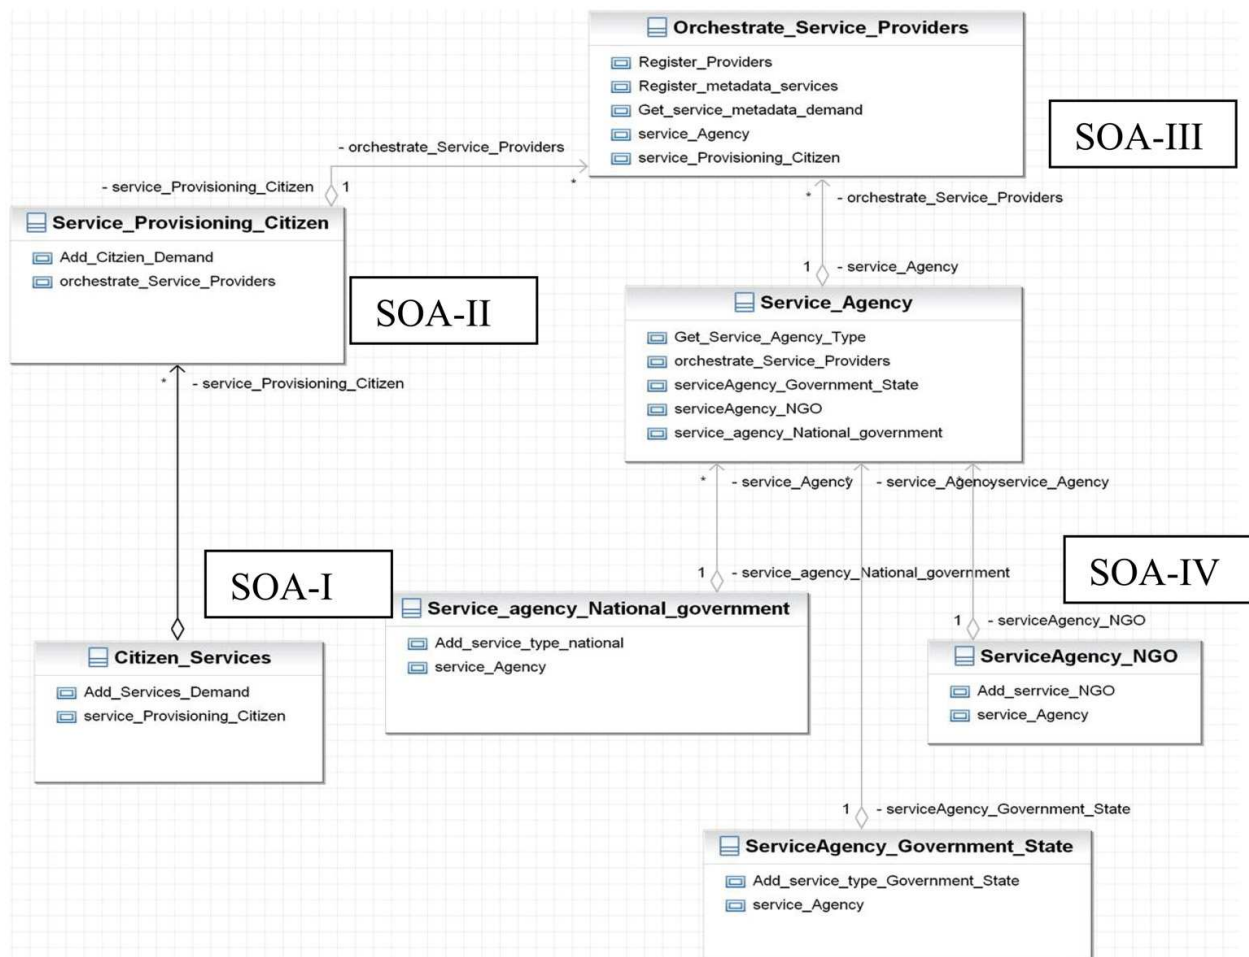 Orchestrate_Service_Providers
Register_Providers
Register_metadata_services
Get_service_metadata_demand
service_Agency
service_Provisioning_Citizen
SOA-III
- orchestrate_Service_Providers
*
- service_Provisioning_Citizen 1
* - orchestrate_Service_Providers
Service_Provisioning_Citizen
Add_Citzien_Demand
orchestrate_Service_Providers
1 - service_Agency
SOA-II
Service_Agency
Get_Service_Agency_Type
orchestrate_Service_Providers
serviceAgency_Government_State
serviceAgency_NGO
service_agency_National_government
* - service_Provisioning_Citizen
* - service_Agency
* - service_Agency
* - service_Agency
SOA-I
SOA-IV
1 - service_agency_National_government
1 - serviceAgency_NGO
Service_agency_National_government
Add_service_type_national
service_Agency
Citizen_Services
Add_Services_Demand
service_Provisioning_Citizen
ServiceAgency_NGO
Add_serrvice_NGO
service_Agency
1 - serviceAgency_Government_State
ServiceAgency_Government_State
Add_service_type_Government_State
service_Agency